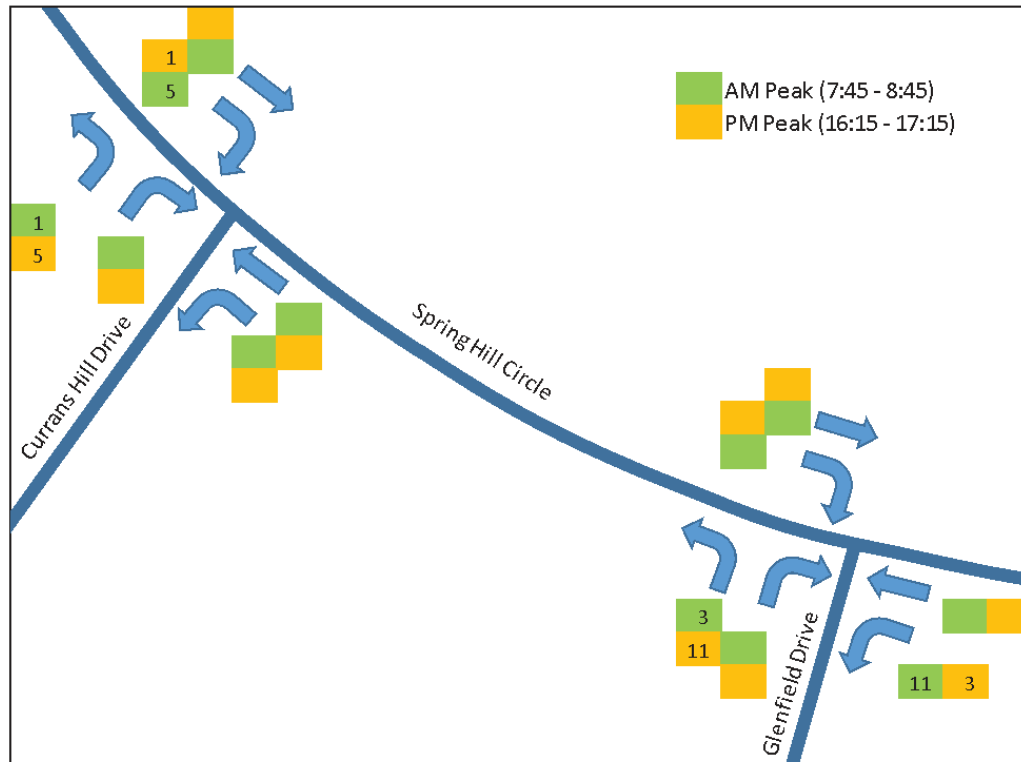 1
5
AM Peak (7:45 - 8:45)
PM Peak (16:15 - 17:15)
1
5
Currans Hill Drive
Spring Hill Circle
3
11
Glenfield Drive
11 3